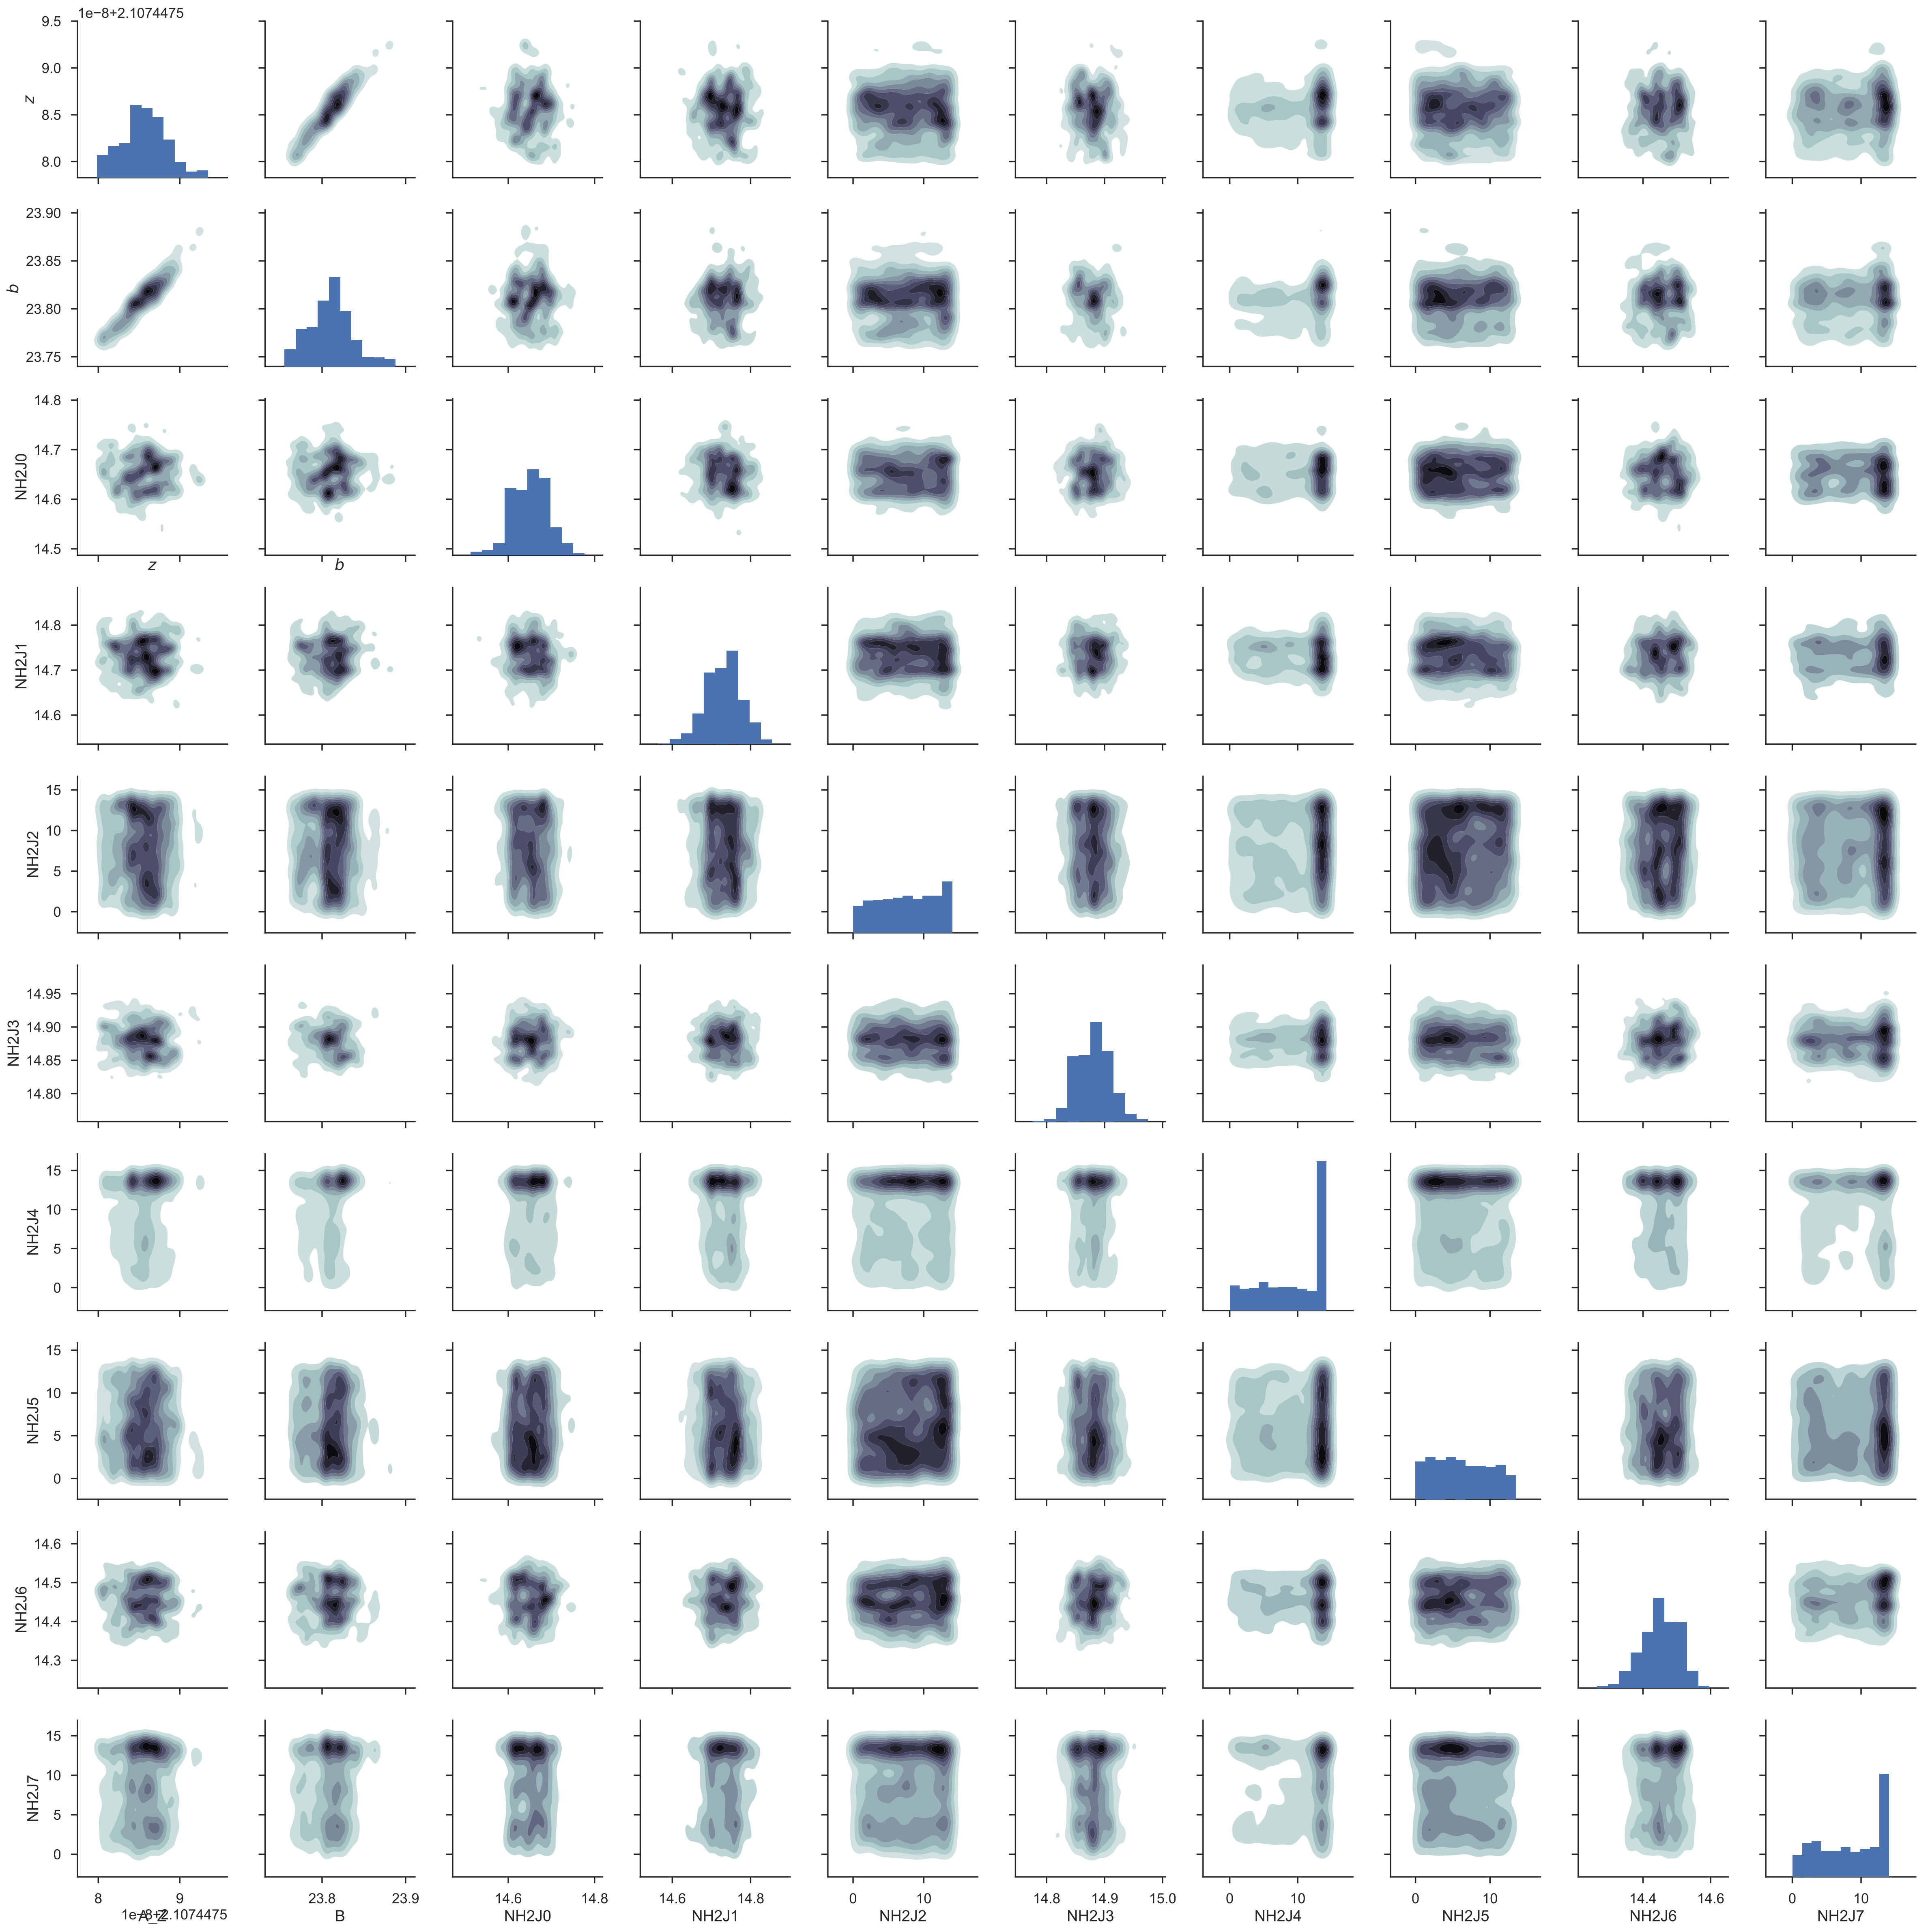 1e−8+2.1074475
9.5
9.0
z
8.5
8.0
23.90
23.85
b
23.80
23.75
14.8
14.7
NH2J0
14.6
14.5
z
b
14.8
NH2J1
14.7
14.6
15
10
NH2J2
5
0
14.95
14.90
NH2J3
14.85
14.80
15
10
NH2J4
5
0
15
10
NH2J5
5
0
14.6
14.5
NH2J6
14.4
14.3
15
10
NH2J7
5
0
8 9 23.8 23.9 14.6 14.8 14.6 14.8 0 10 14.8 14.9 15.0 0 10 0 10 14.4 14.6 0 10
1e−8+2.1074475
A_Z B NH2J0 NH2J1 NH2J2 NH2J3 NH2J4 NH2J5 NH2J6 NH2J7